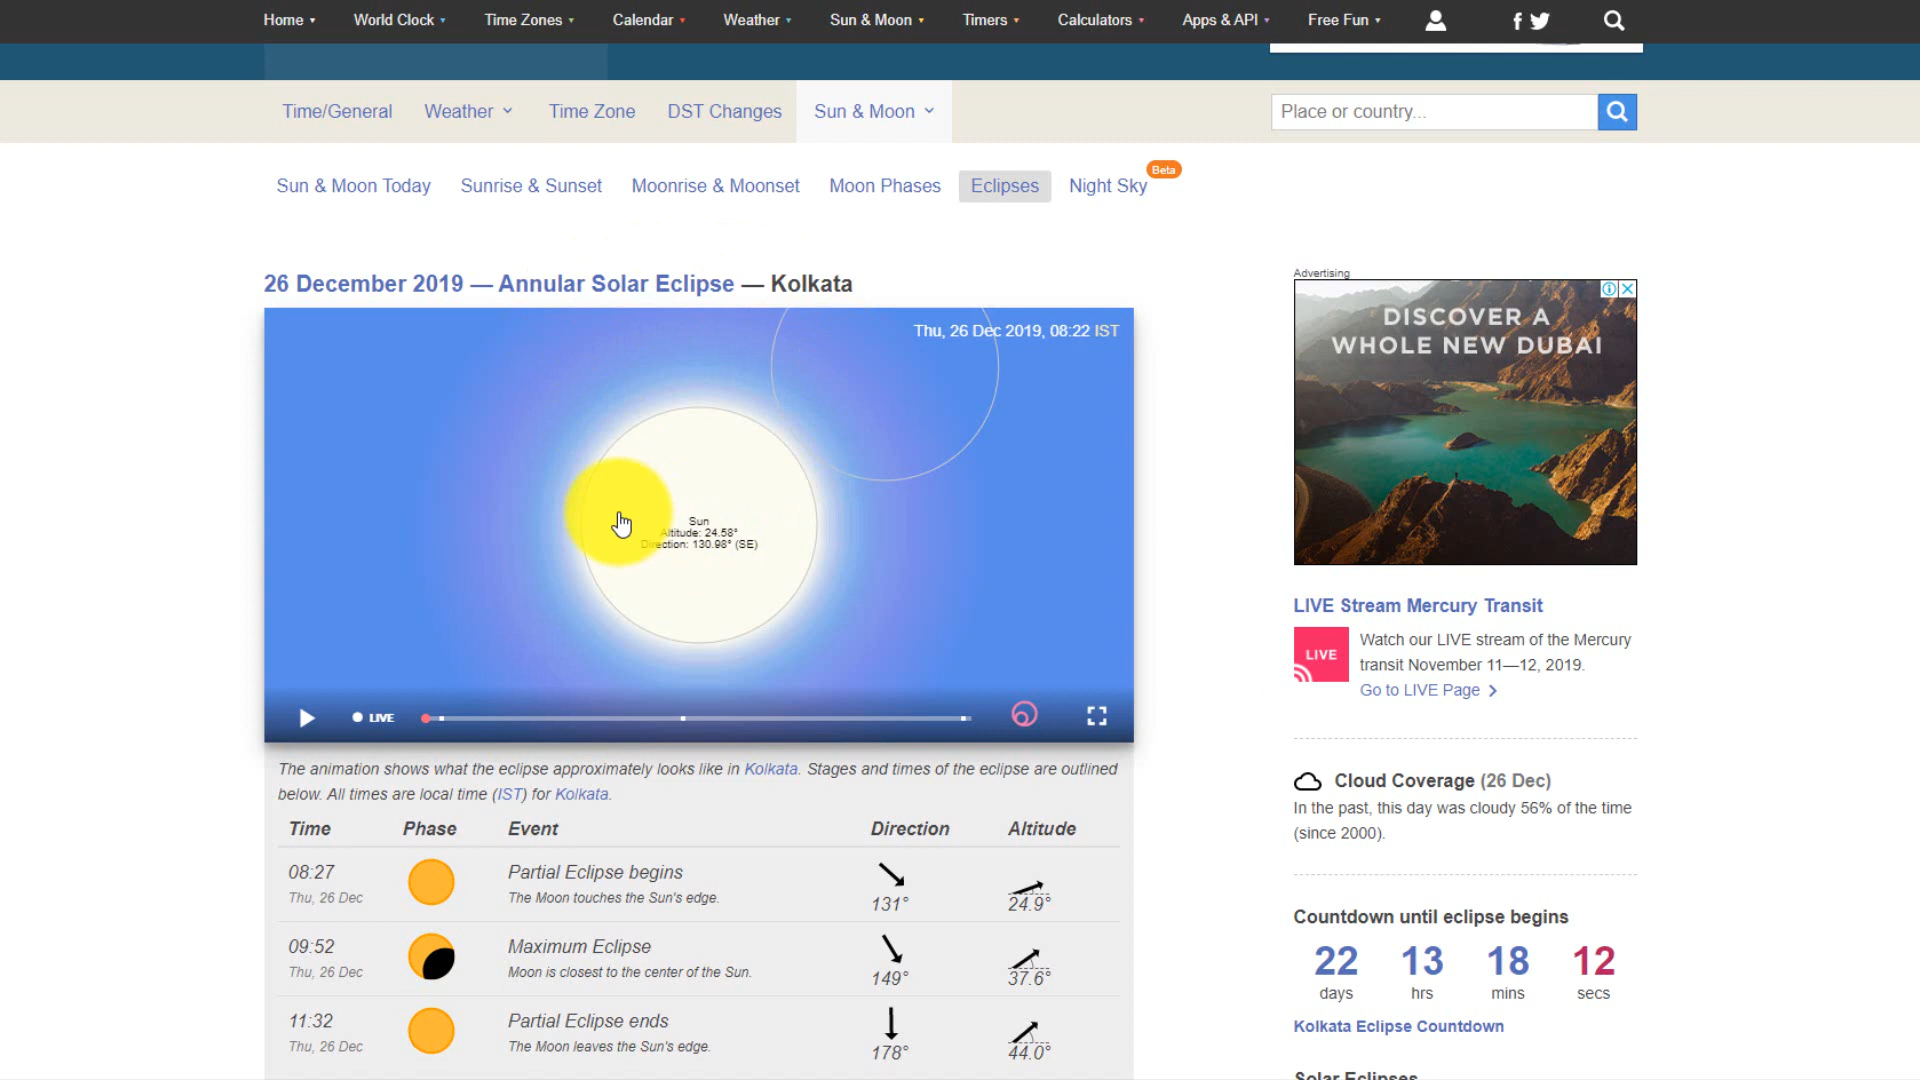 Home World Clock Time Zones Calendar Weather Sun & Moon Timers Calculators Apps & API Free Fun
Time/General Weather Time Zone DST Changes Sun & Moon Place or country...
Beta
Sun & Moon Today Sunrise & Sunset Moonrise & Moonset Moon Phases Eclipses Night Sky
26 December 2019 — Annular Solar Eclipse — Kolkata
Thu, 26 Dec 2019, 08:22 IST
Sun
Altitude: 24.58°
Direction: 130.98° (SE)
LIVE
The animation shows what the eclipse approximately looks like in Kolkata. Stages and times of the eclipse are outlined
below. All times are local time (IST) for Kolkata.
Time Phase Event Direction Altitude
08:27 Partial Eclipse begins
Thu, 26 Dec The Moon touches the Sun's edge.
131° 24.9°
09:52 Maximum Eclipse
Thu, 26 Dec Moon is closest to the center of the Sun.
149° 37.6°
11:32 Partial Eclipse ends
Thu, 26 Dec The Moon leaves the Sun's edge.
178° 44.0°
Advertising
DISCOVER A
WHOLE NEW DUBAI
LIVE Stream Mercury Transit
LIVE
Watch our LIVE stream of the Mercury
transit November 11—12, 2019.
Go to LIVE Page
Cloud Coverage (26 Dec)
In the past, this day was cloudy 56% of the time
(since 2000).
Countdown until eclipse begins
22 13 18 12
days hrs mins secs
Kolkata Eclipse Countdown
Solar Eclipses